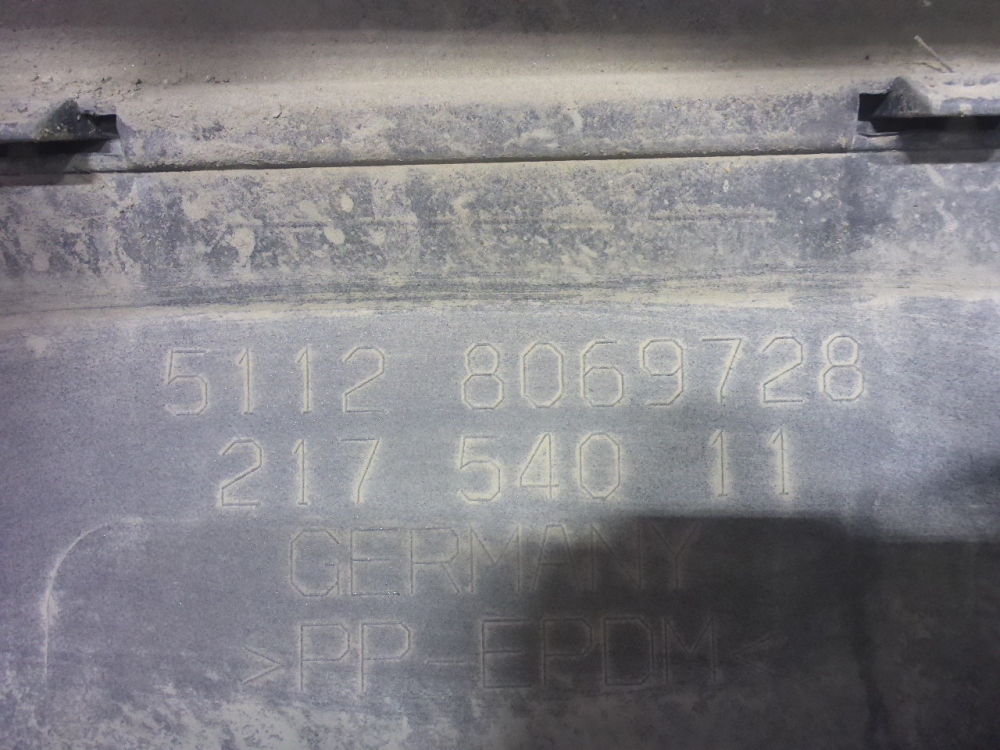 5112 8069728
217 540 11
GERMANY
>PP-EPDM<